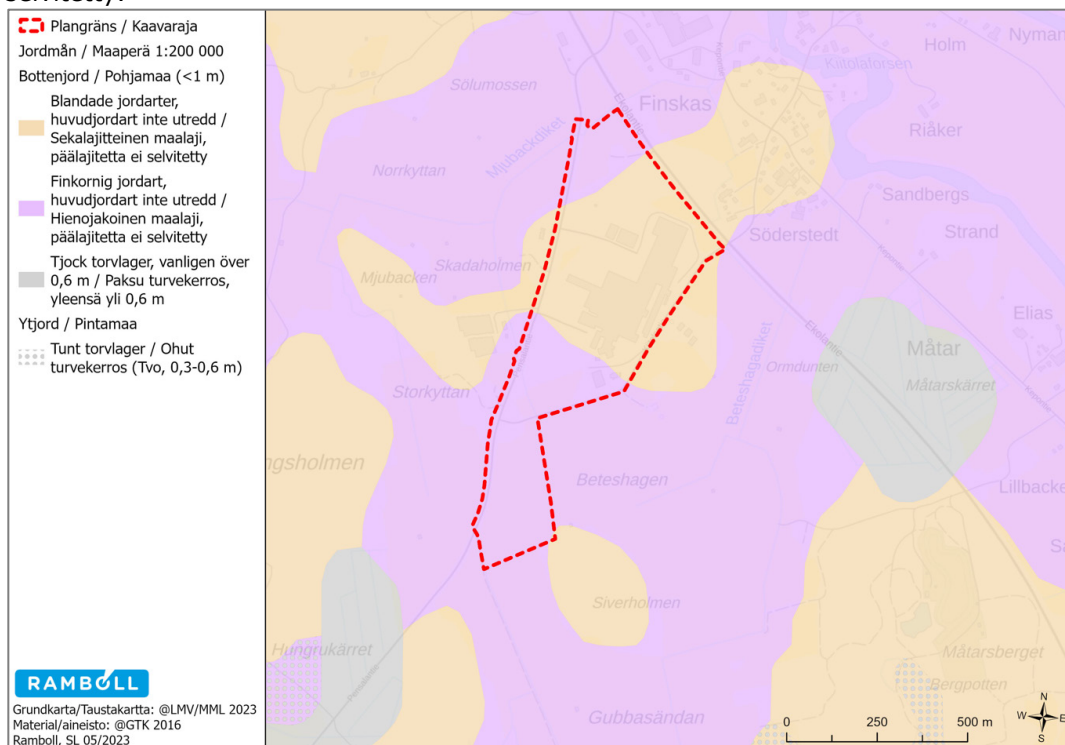 Plangräns / Kaavaraja
Jordmån / Maaperä 1:200 000
Bottenjord / Pohjamaa (<1 m)
Blandade jordarter,
huvudjordart inte utredd /
Sekalajitteinen maalaji,
päälajitetta ei selvitetty
Finkornig jordart,
huvudjordart inte utredd /
Hienojakoinen maalaji,
päälajitetta ei selvitetty
Tjock torvlager, vanligen över
0,6 m / Paksu turvekerros,
yleensä yli 0,6 m
Ytjord / Pintamaa
Tunt torvlager / Ohut
turvekerros (Tvo, 0,3-0,6 m)
RAMBOLL
Grundkarta/Taustakartta: @LMV/MML 2023
Material/aineisto: @GTK 2016
Ramboll, SL 05/2023
Holm
Nyman
Kiitolaforsen
Sölumossen
Finskas
Riåker
Mjubackdiket
Norrkyttan
Sandbergs
Söderstedt
Strand
Skadaholmen
Mjubacken
Elias
Måtar
Ormdunten
Måtarskärret
Beteshagadiket
Storkyttan
ngsholmen
Beteshagen
Lillbacke
Siverholmen
Hungrukärret
Måtarsberget
Bergpotten
Gubbasändan
0 250 500 m
N
W E
S